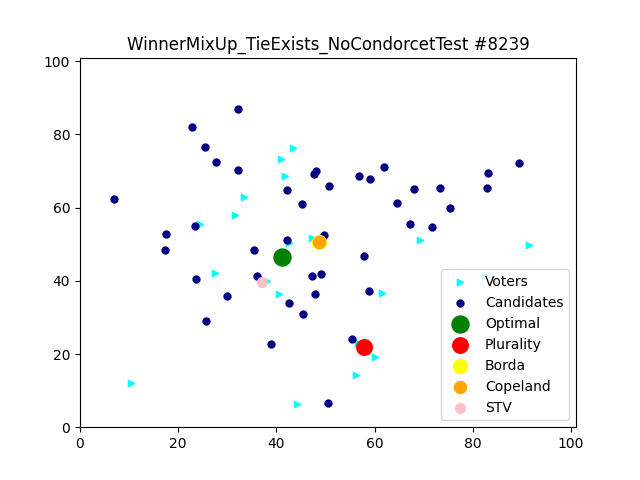 WinnerMixUp_TieExists_NoCondorcetTest #8239
100
80
60
40
20
0
0 20 40 60 80 100
Voters
Candidates
Optimal
Plurality
Borda
Copeland
STV